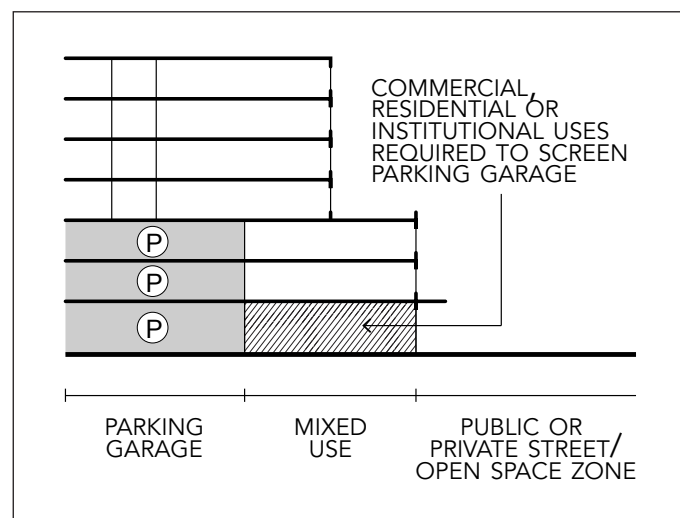 COMMERCIAL,
RESIDENTIAL OR
INSTITUTIONAL USES
REQUIRED TO SCREEN
PARKING GARAGE
P
P
P
PARKING
GARAGE
MIXED
USE
PUBLIC OR
PRIVATE STREET/
OPEN SPACE ZONE